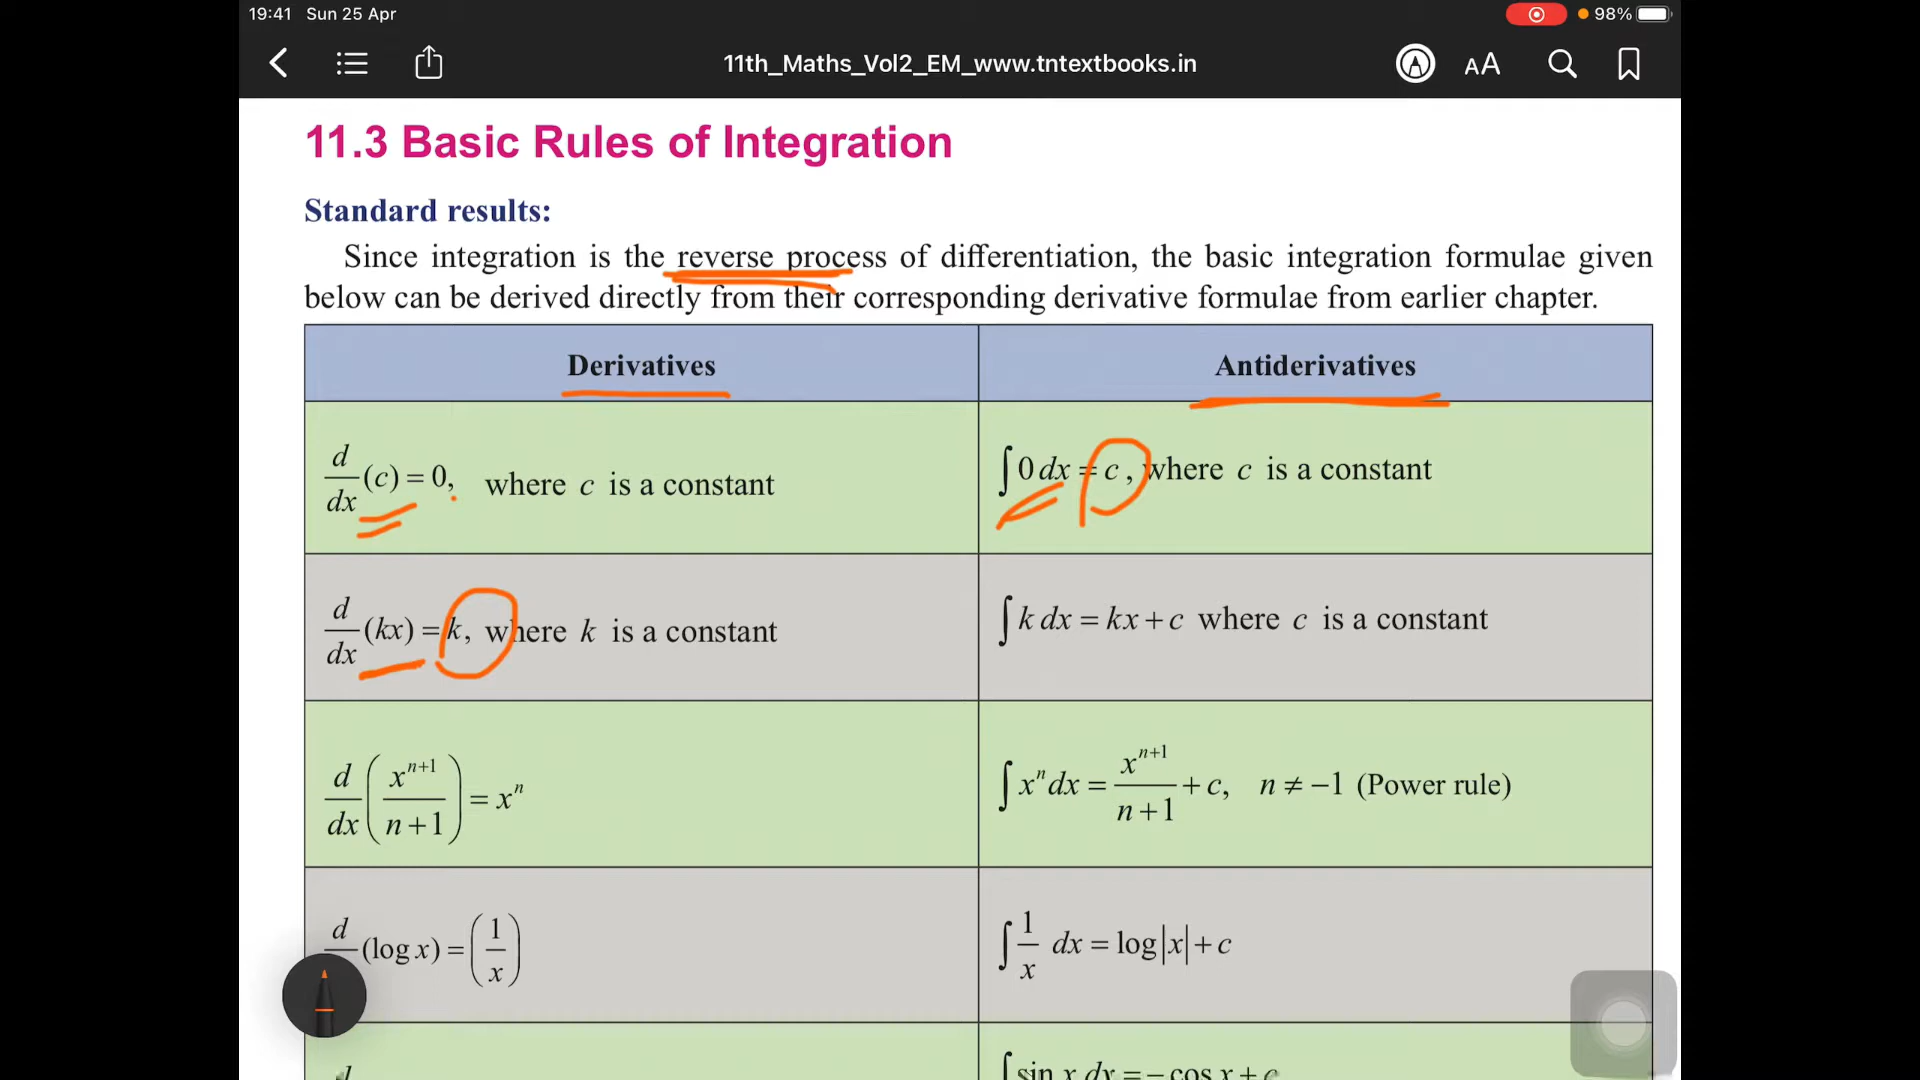 19:41 Sun 25 Apr
98%
11th_Maths_Vol2_EM_www.tntextbooks.in
AA
11.3 Basic Rules of Integration
Standard results:
Since integration is the reverse process of differentiation, the basic integration formulae given
below can be derived directly from their corresponding derivative formulae from earlier chapter.
Derivatives
Antiderivatives
d/dx (c) = 0, where c is a constant
∫ 0 dx = c, where c is a constant
d/dx (kx) = k, where k is a constant
∫ k dx = kx + c where c is a constant
d/dx (xⁿ⁺¹/(n+1)) = xⁿ
∫ xⁿ dx = xⁿ⁺¹/(n+1) + c, n ≠ −1 (Power rule)
d (log x) = (1/x)
∫ 1/x dx = log|x| + c
d
∫ sin x dx = − cos x + c